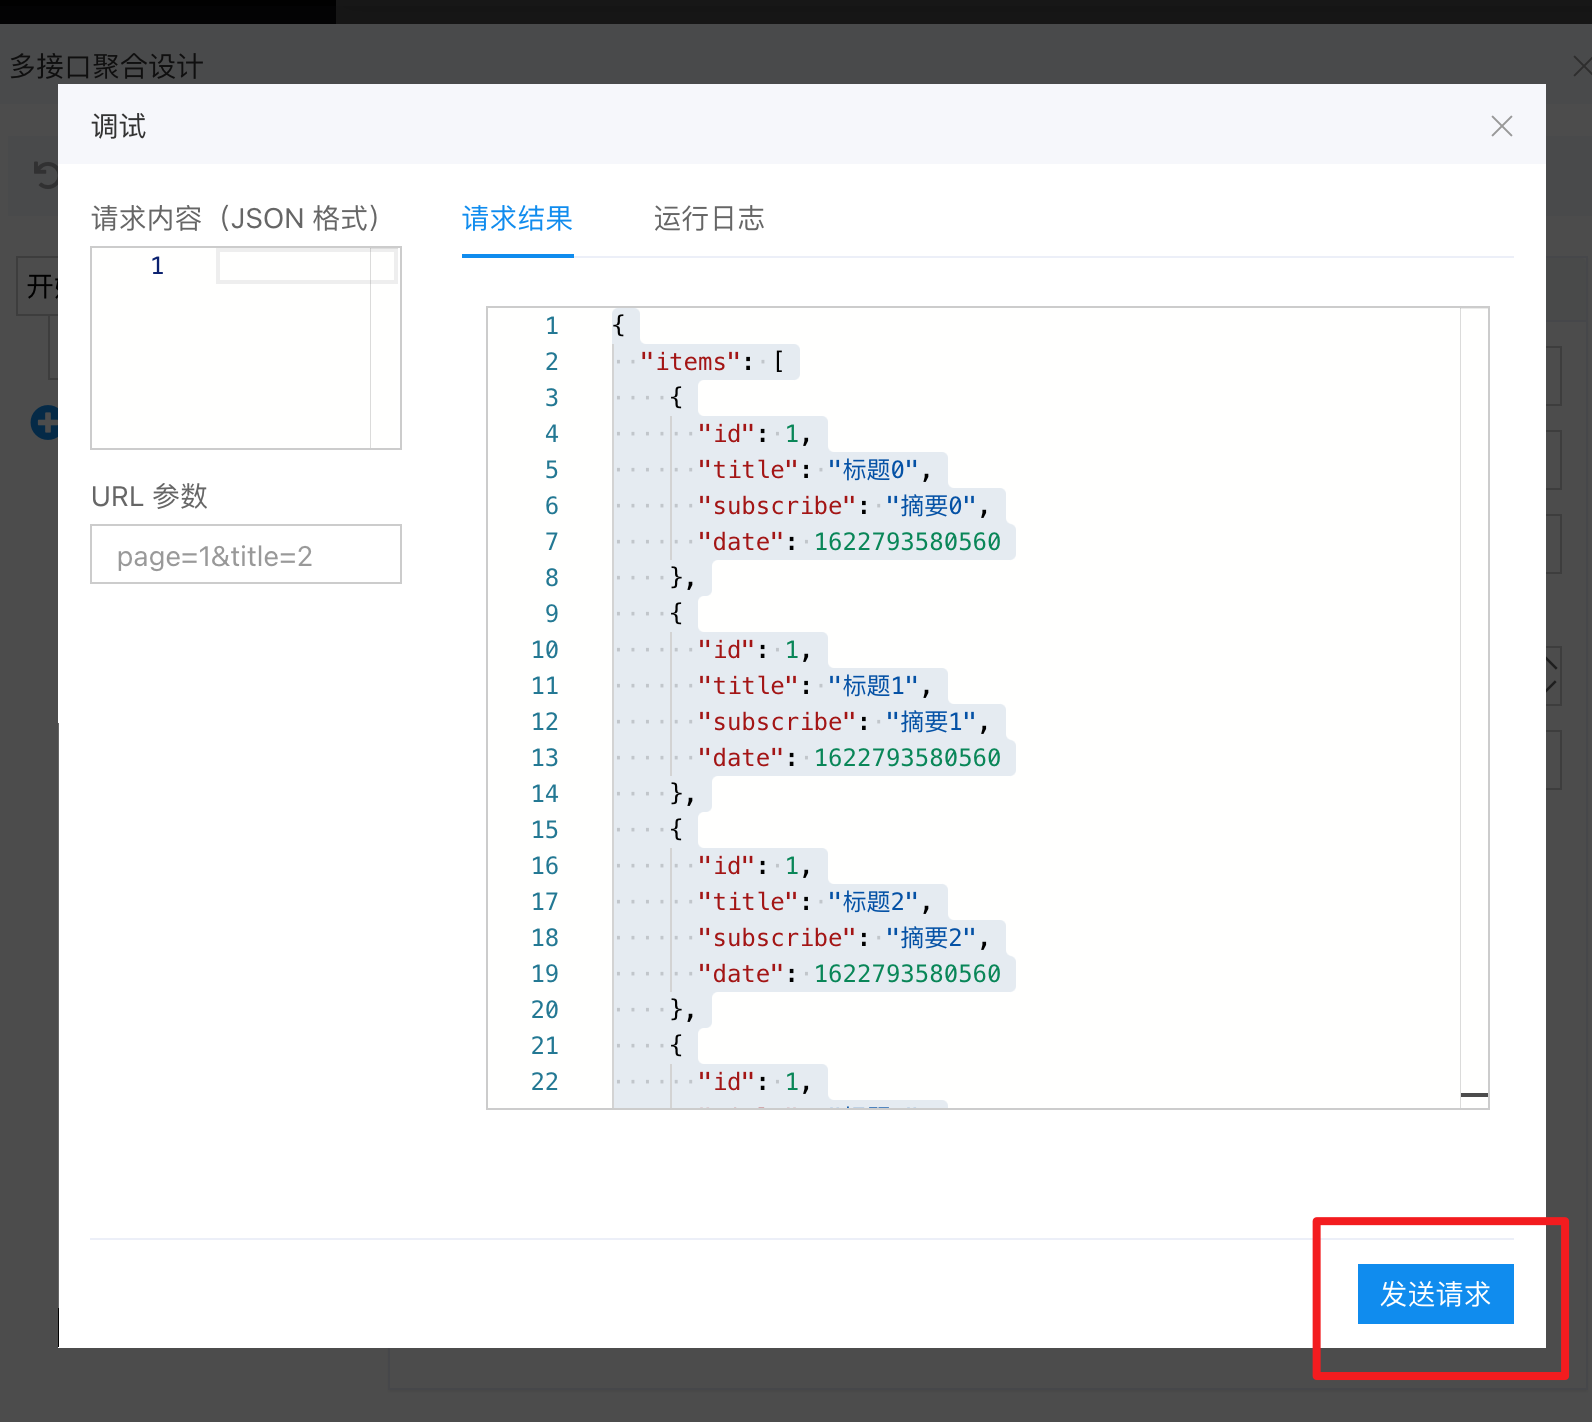 多接口聚合设计
调试
请求内容（JSON 格式）
1
URL 参数
page=1&title=2
请求结果
运行日志
1 {
2 "items": [
3 {
4 "id": 1,
5 "title": "标题0",
6 "subscribe": "摘要0",
7 "date": 1622793580560
8 },
9 {
10 "id": 1,
11 "title": "标题1",
12 "subscribe": "摘要1",
13 "date": 1622793580560
14 },
15 {
16 "id": 1,
17 "title": "标题2",
18 "subscribe": "摘要2",
19 "date": 1622793580560
20 },
21 {
22 "id": 1,
发送请求
开